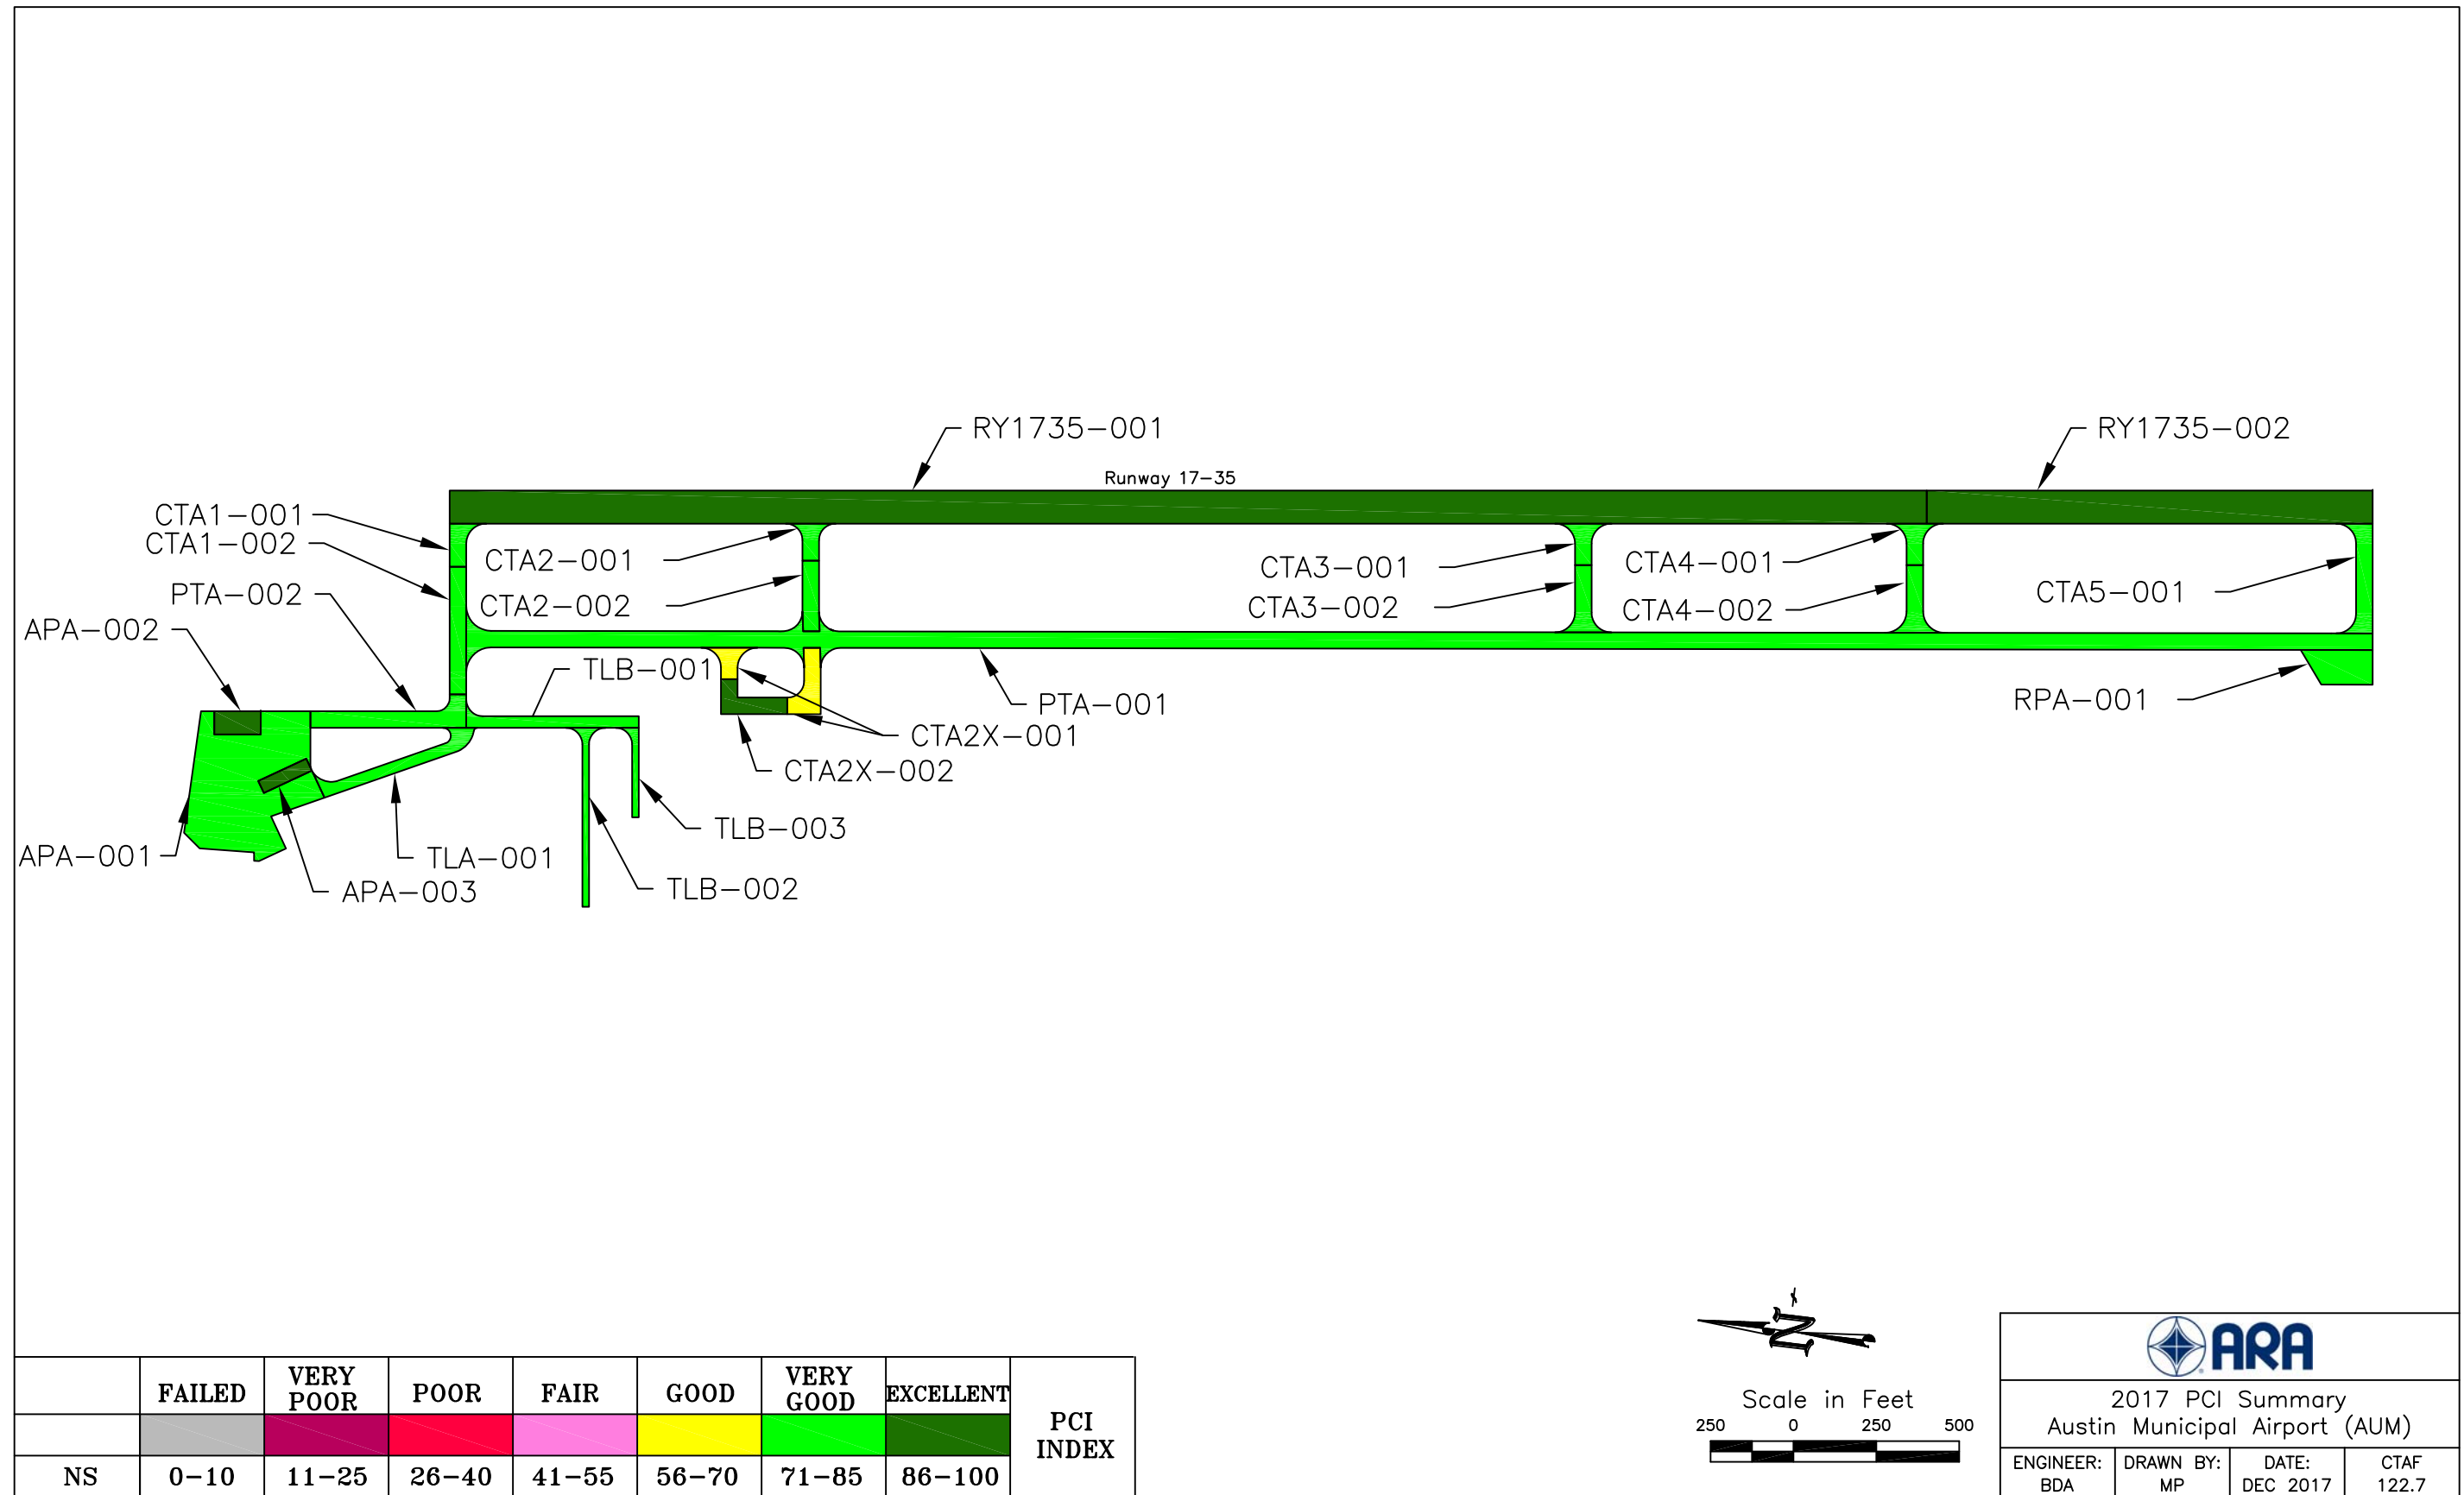 RY1735-001
RY1735-002
Runway 17-35
CTA1-001
CTA1-002
CTA2-001
CTA3-001
CTA4-001
PTA-002
CTA2-002
CTA3-002
CTA4-002
CTA5-001
APA-002
TLB-001
PTA-001
RPA-001
CTA2X-001
CTA2X-002
TLB-003
APA-001
TLA-001
APA-003
TLB-002
N
Scale in Feet
250 0 250 500
FAILED
VERY
POOR
POOR
FAIR
GOOD
VERY
GOOD
EXCELLENT
PCI
INDEX
NS 0-10 11-25 26-40 41-55 56-70 71-85 86-100
ARA
2017 PCI Summary
Austin Municipal Airport (AUM)
ENGINEER:
BDA
DRAWN BY:
MP
DATE:
DEC 2017
CTAF
122.7